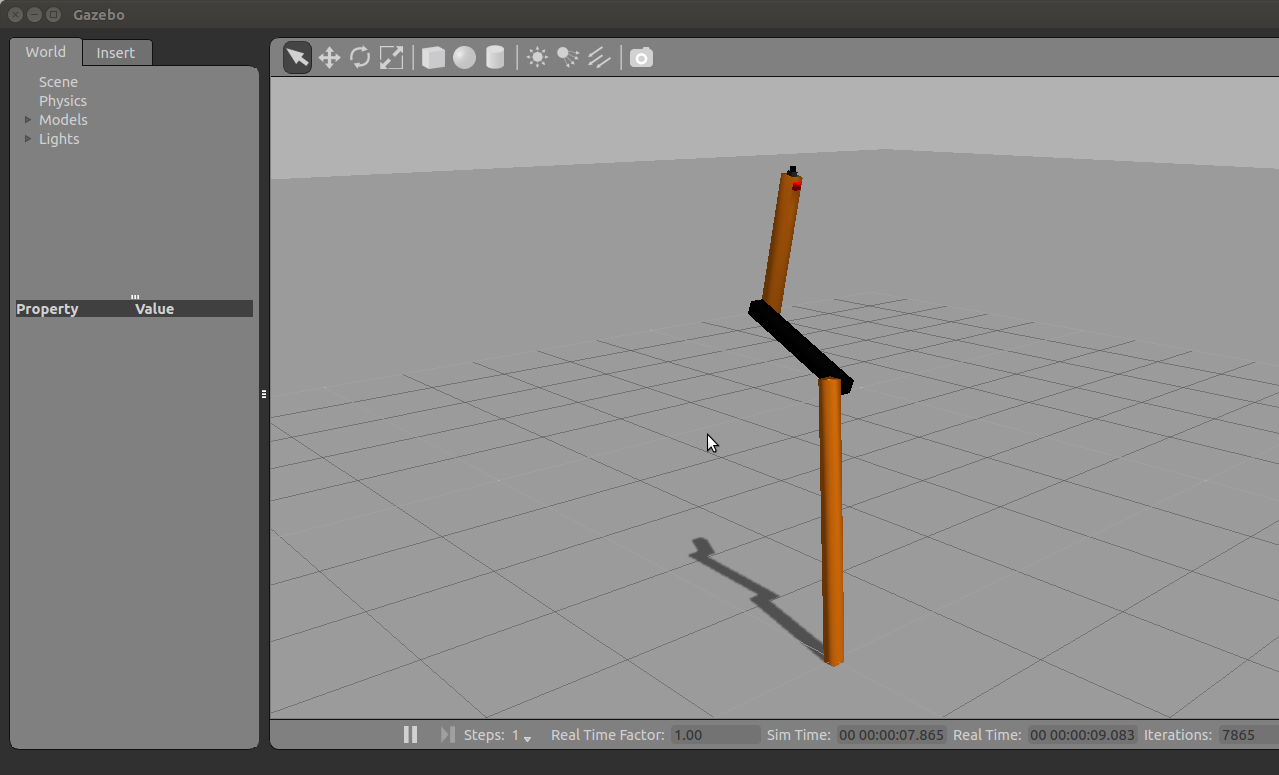 Gazebo
World Insert
Scene
Physics
Models
Lights
Property Value
Steps: 1 Real Time Factor: 1.00 Sim Time: 00 00:00:07.865 Real Time: 00 00:00:09.083 Iterations: 7865